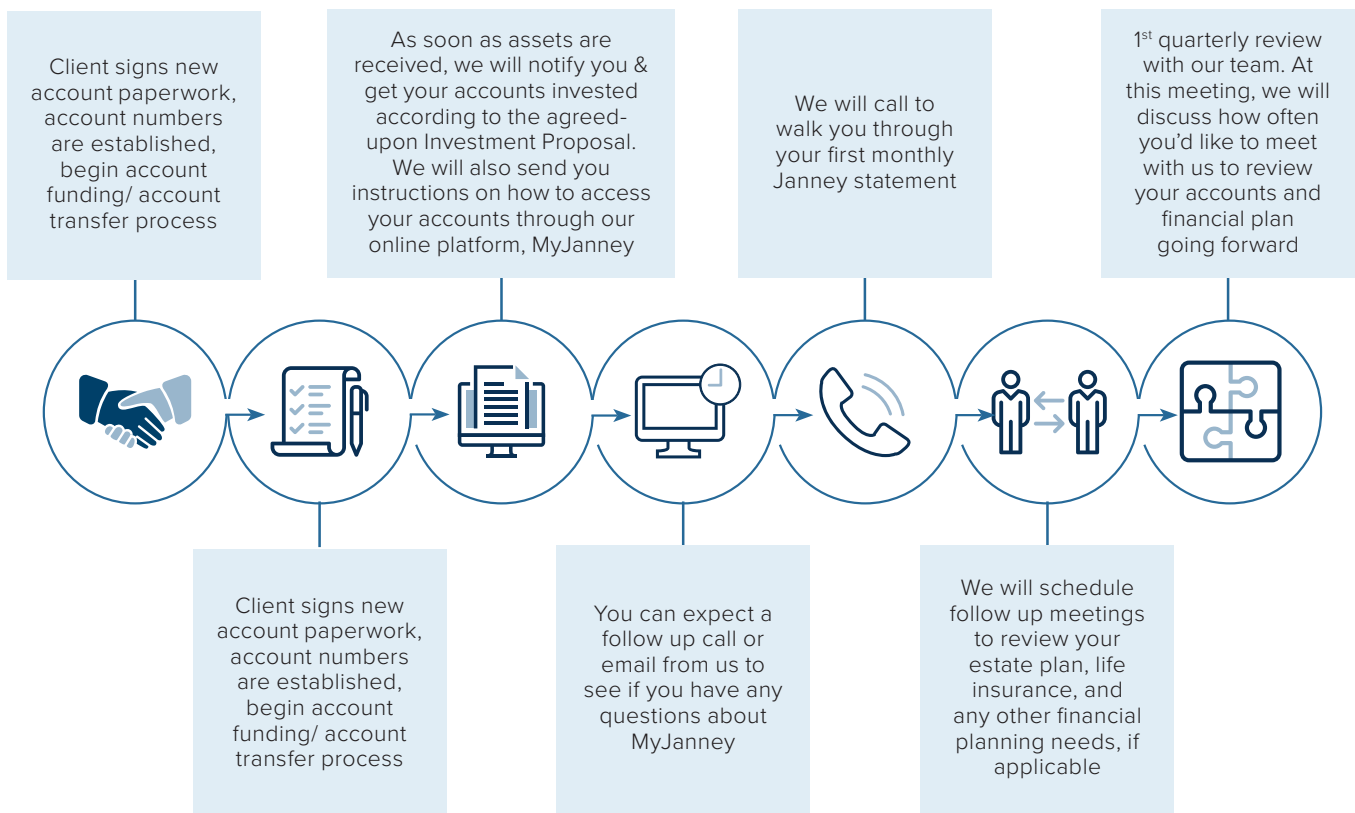 Client signs new
account paperwork,
account numbers
are established,
begin account
funding/ account
transfer process
Client signs new
account paperwork,
account numbers
are established,
begin account
funding/ account
transfer process
As soon as assets are
received, we will notify you &
get your accounts invested
according to the agreed-
upon Investment Proposal.
We will also send you
instructions on how to access
your accounts through our
online platform, MyJanney
You can expect a
follow up call or
email from us to
see if you have any
questions about
MyJanney
We will call to
walk you through
your first monthly
Janney statement
We will schedule
follow up meetings
to review your
estate plan, life
insurance, and
any other financial
planning needs, if
applicable
1st quarterly review
with our team. At
this meeting, we will
discuss how often
you’d like to meet
with us to review
your accounts and
financial plan
going forward